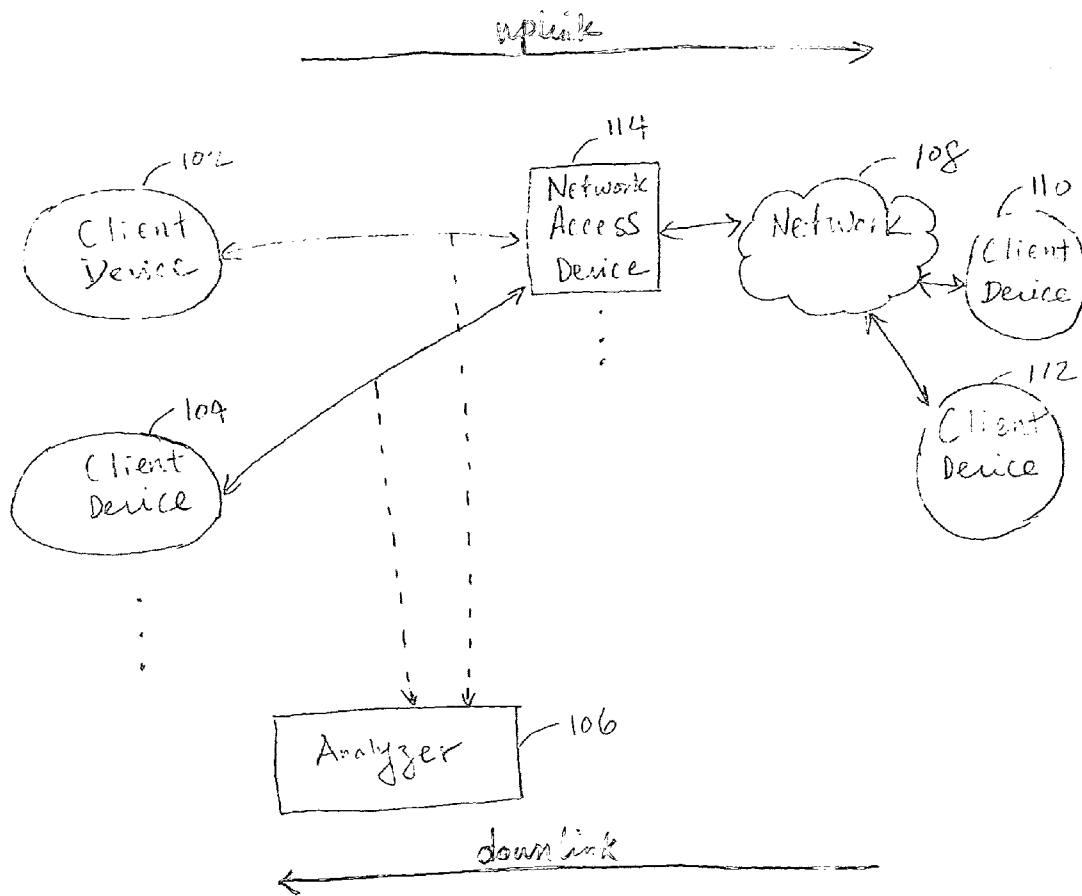 uplink
114
102
108
110
Network
Access
Device
Client
Device
Network
Client
Device
112
104
Client
Device
Client
Device
106
Analyzer
downlink